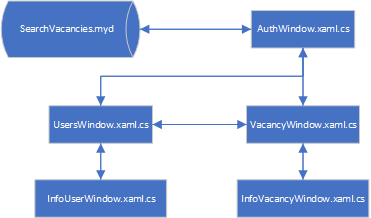 SearchVacancies.myd
AuthWindow.xaml.cs
UsersWindow.xaml.cs
VacancyWindow.xaml.cs
InfoUserWindow.xaml.cs
InfoVacancyWindow.xaml.cs